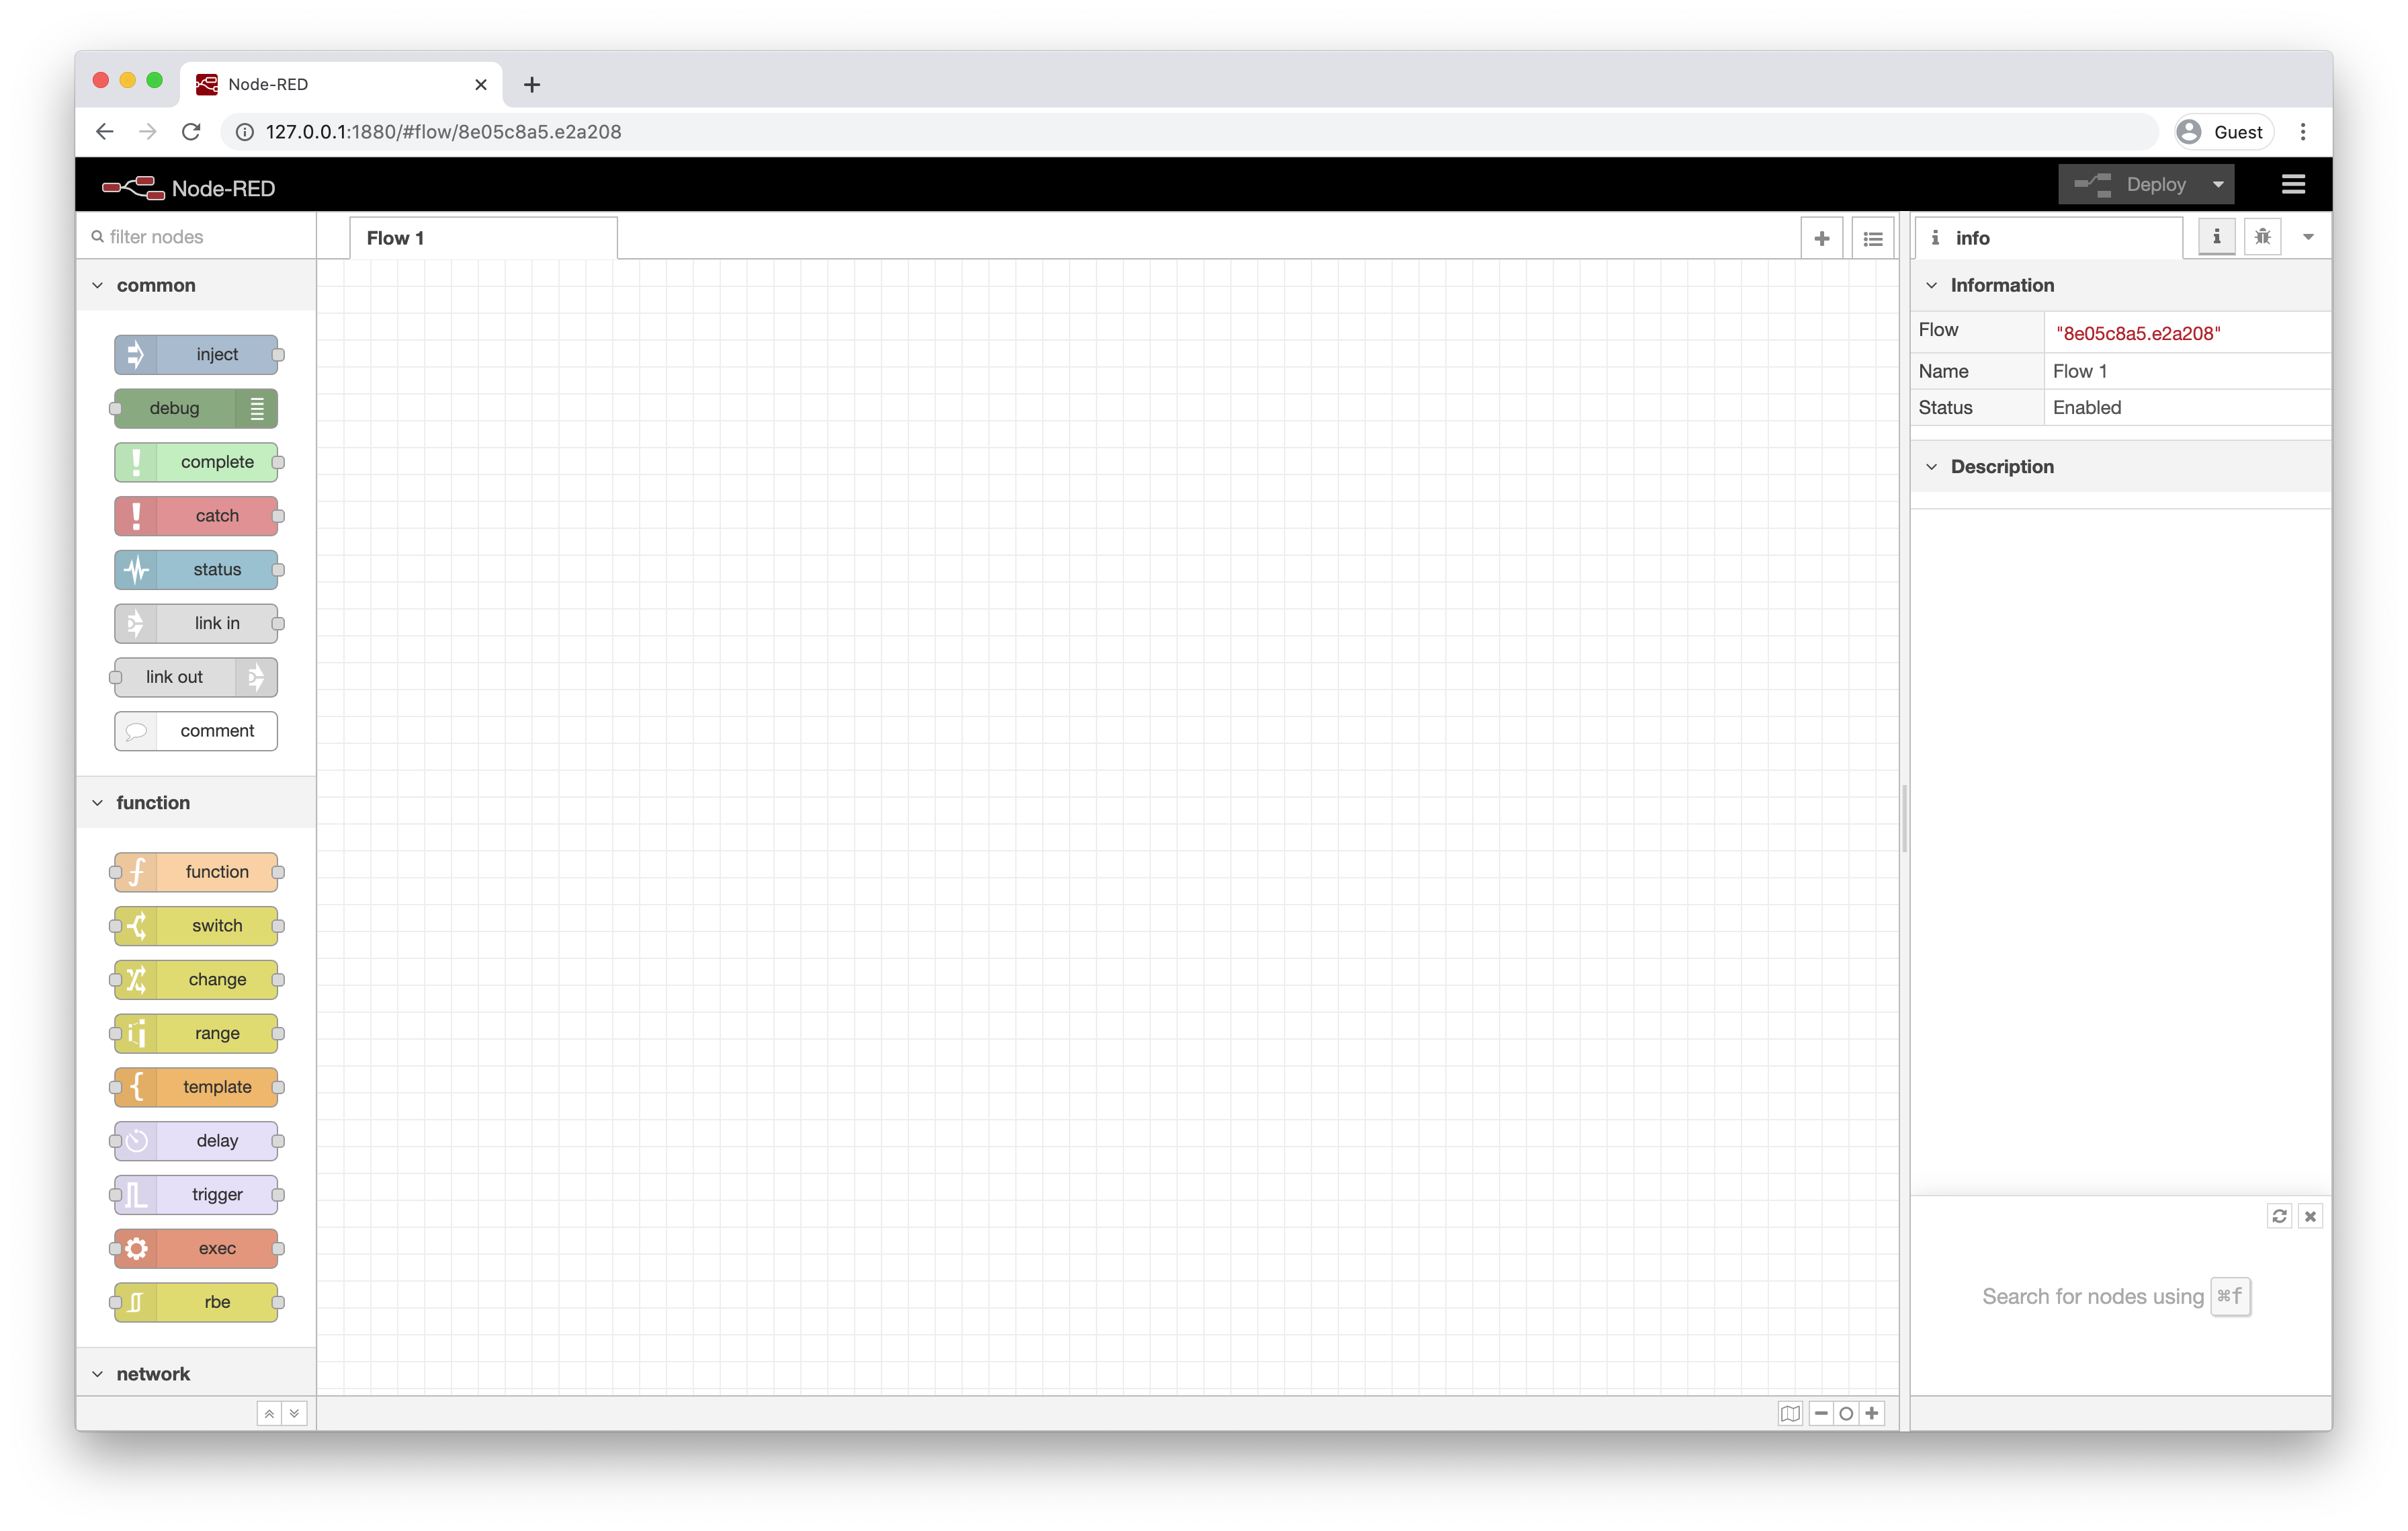 Node-RED
127.0.0.1:1880/#flow/8e05c8a5.e2a208
Guest
Node-RED
Deploy
filter nodes
Flow 1
info
common
inject
debug
complete
catch
status
link in
link out
comment
function
function
switch
change
range
template
delay
trigger
exec
rbe
network
Information
Flow "8e05c8a5.e2a208"
Name Flow 1
Status Enabled
Description
Search for nodes using ⌘f